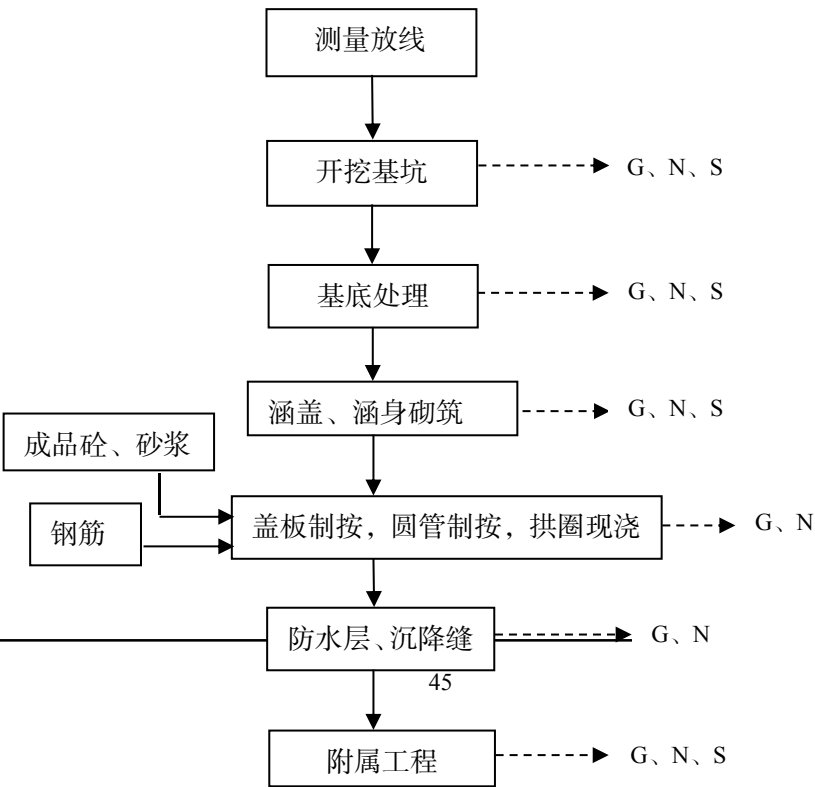 测量放线
开挖基坑
G、N、S
基底处理
G、N、S
涵盖、涵身砌筑
G、N、S
成品砼、砂浆
钢筋
盖板制按，圆管制按，拱圈现浇
G、N
防水层、沉降缝
G、N
45
附属工程
G、N、S